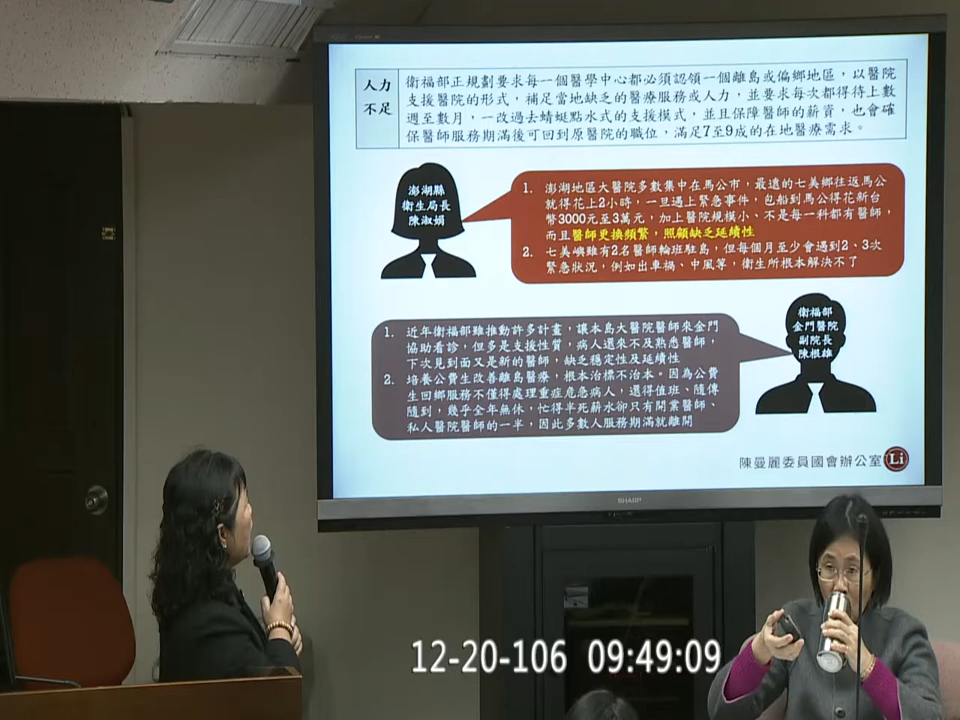 人力
不足
衛福部正規劃要求每一個醫學中心都必須認領一個離島或偏鄉地區，以醫院
支援醫院的形式，補足當地缺乏的醫療服務或人力，並要求每次都得待上數
週至數月，一改過去蜻蜓點水式的支援模式，並且保障醫師的薪資，也會確
保醫師服務期滿後可回到原醫院的職位，滿足7至9成的在地醫療需求。
澎湖縣
衛生局長
陳淑娟
1. 澎湖地區大醫院多數集中在馬公市，最遠的七美鄉往返馬公
就得花上2小時，一旦遇上緊急事件，包船到馬公得花新台
幣3000元至3萬元，加上醫院規模小、不是每一科都有醫師，
而且醫師更換頻繁，照顧缺乏延續性
2. 七美嶼雖有2名醫師輪班駐島，但每個月至少會遇到2、3次
緊急狀況，例如出車禍、中風等，衛生所根本解決不了
1. 近年衛福部雖推動許多計畫，讓本島大醫院醫師來金門
協助看診，但多是支援性質，病人還來不及熟悉醫師，
下次見到面又是新的醫師，缺乏穩定性及延續性
2. 培養公費生改善離島醫療，根本治標不治本。因為公費
生回鄉服務不僅得處理重症危急病人，還得值班、隨傳
隨到，幾乎全年無休，忙得半死薪水卻只有開業醫師、
私人醫院醫師的一半，因此多數人服務期滿就離開
衛福部
金門醫院
副院長
陳根雄
陳曼麗委員國會辦公室 Li
SHARP
12-20-106 09:49:09